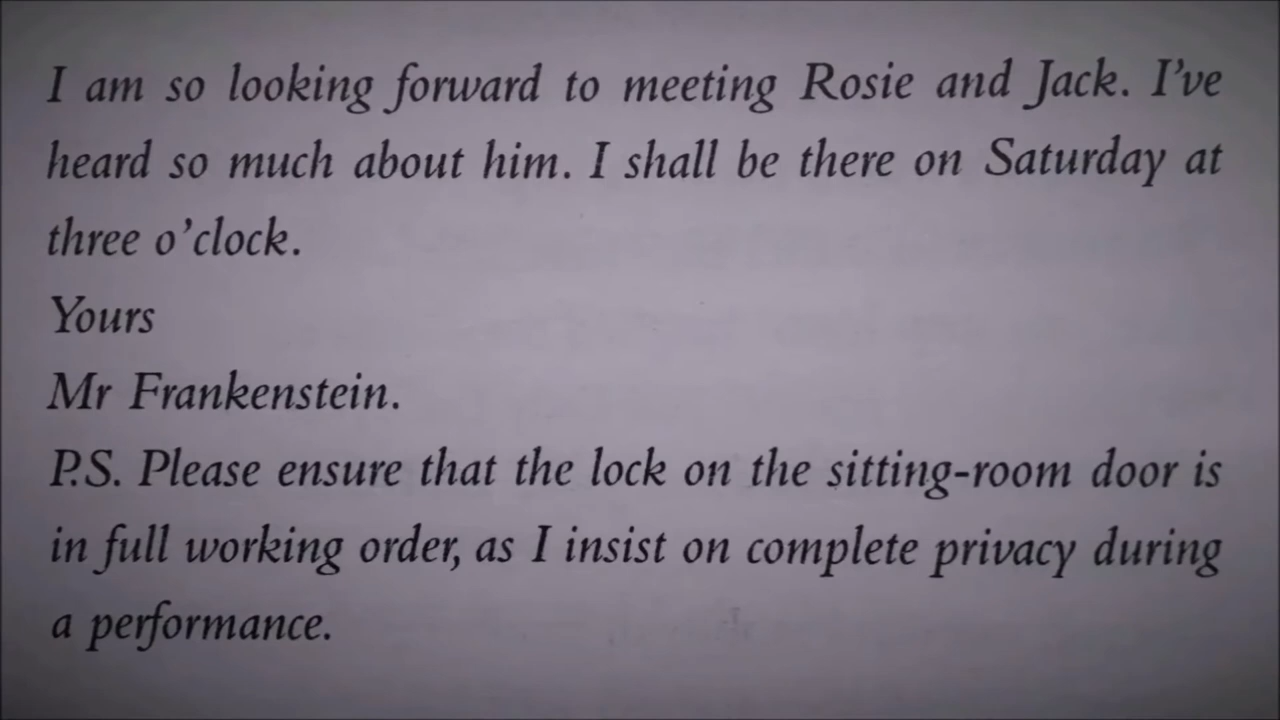 I am so looking forward to meeting Rosie and Jack. I’ve
heard so much about him. I shall be there on Saturday at
three o’clock.
Yours
Mr Frankenstein.
P.S. Please ensure that the lock on the sitting-room door is
in full working order, as I insist on complete privacy during
a performance.